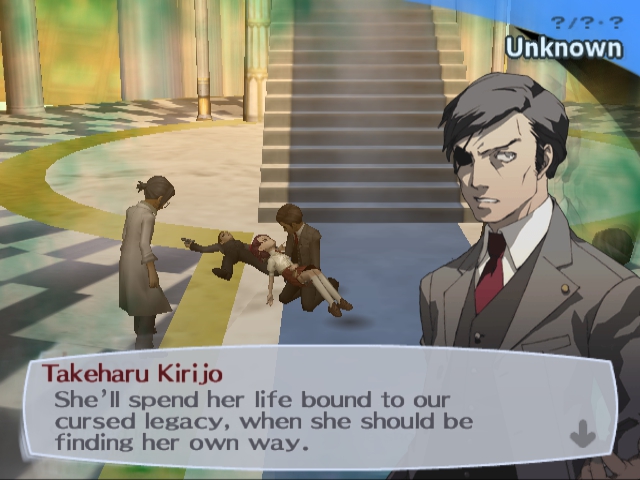 ?/?·?
Unknown
Takeharu Kirijo
She'll spend her life bound to our
cursed legacy, when she should be
finding her own way.